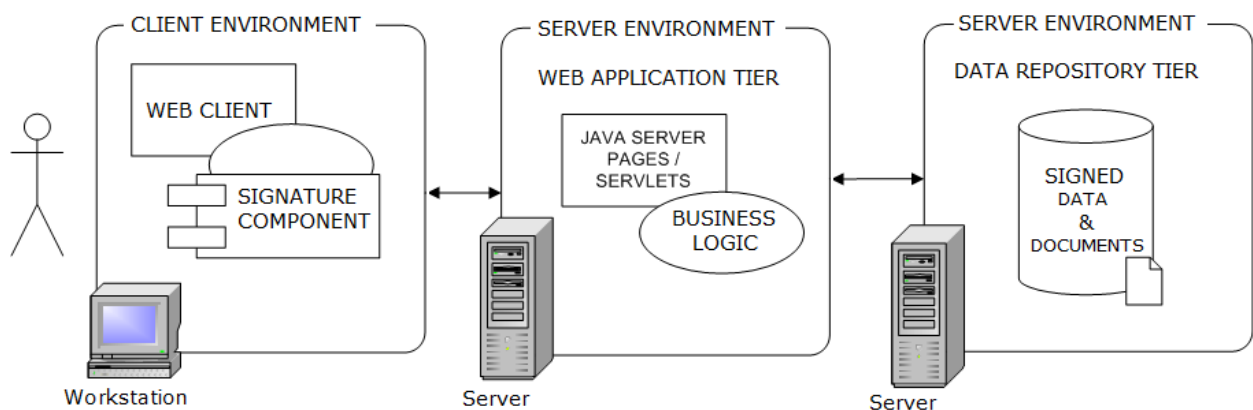 CLIENT ENVIRONMENT
WEB CLIENT
SIGNATURE
COMPONENT
Workstation
SERVER ENVIRONMENT
WEB APPLICATION TIER
JAVA SERVER
PAGES /
SERVLETS
BUSINESS
LOGIC
Server
SERVER ENVIRONMENT
DATA REPOSITORY TIER
SIGNED
DATA
&
DOCUMENTS
Server